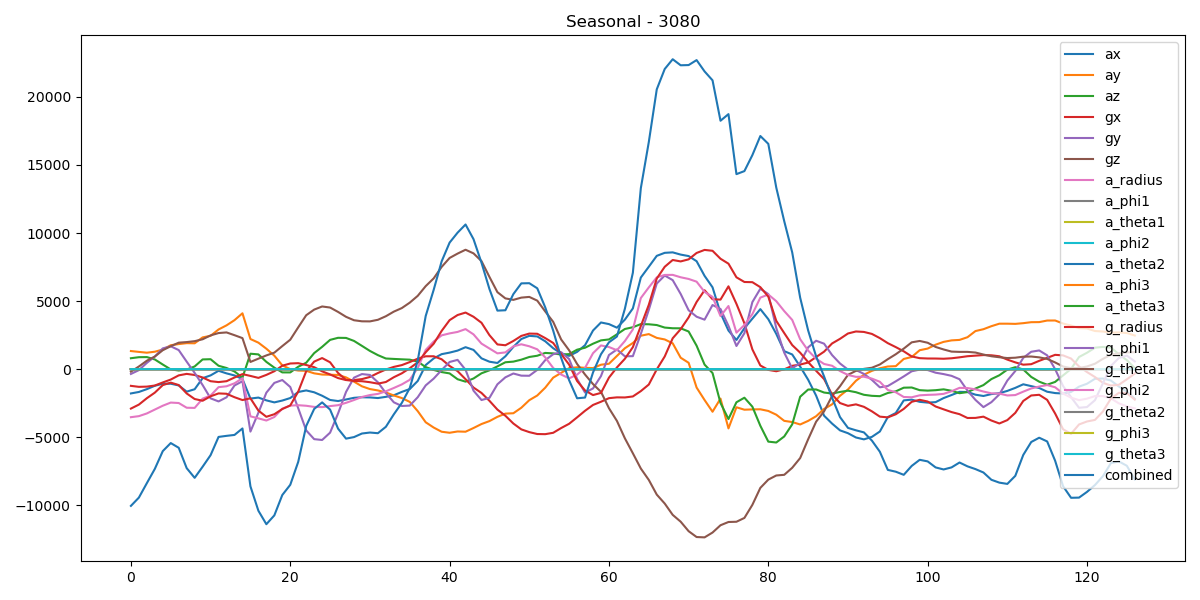 Seasonal - 3080
ax
ay
az
gx
gy
gz
a_radius
a_phi1
a_theta1
a_phi2
a_theta2
a_phi3
a_theta3
g_radius
g_phi1
g_theta1
g_phi2
g_theta2
g_phi3
g_theta3
combined
20000
15000
10000
5000
0
−5000
−10000
0 20 40 60 80 100 120